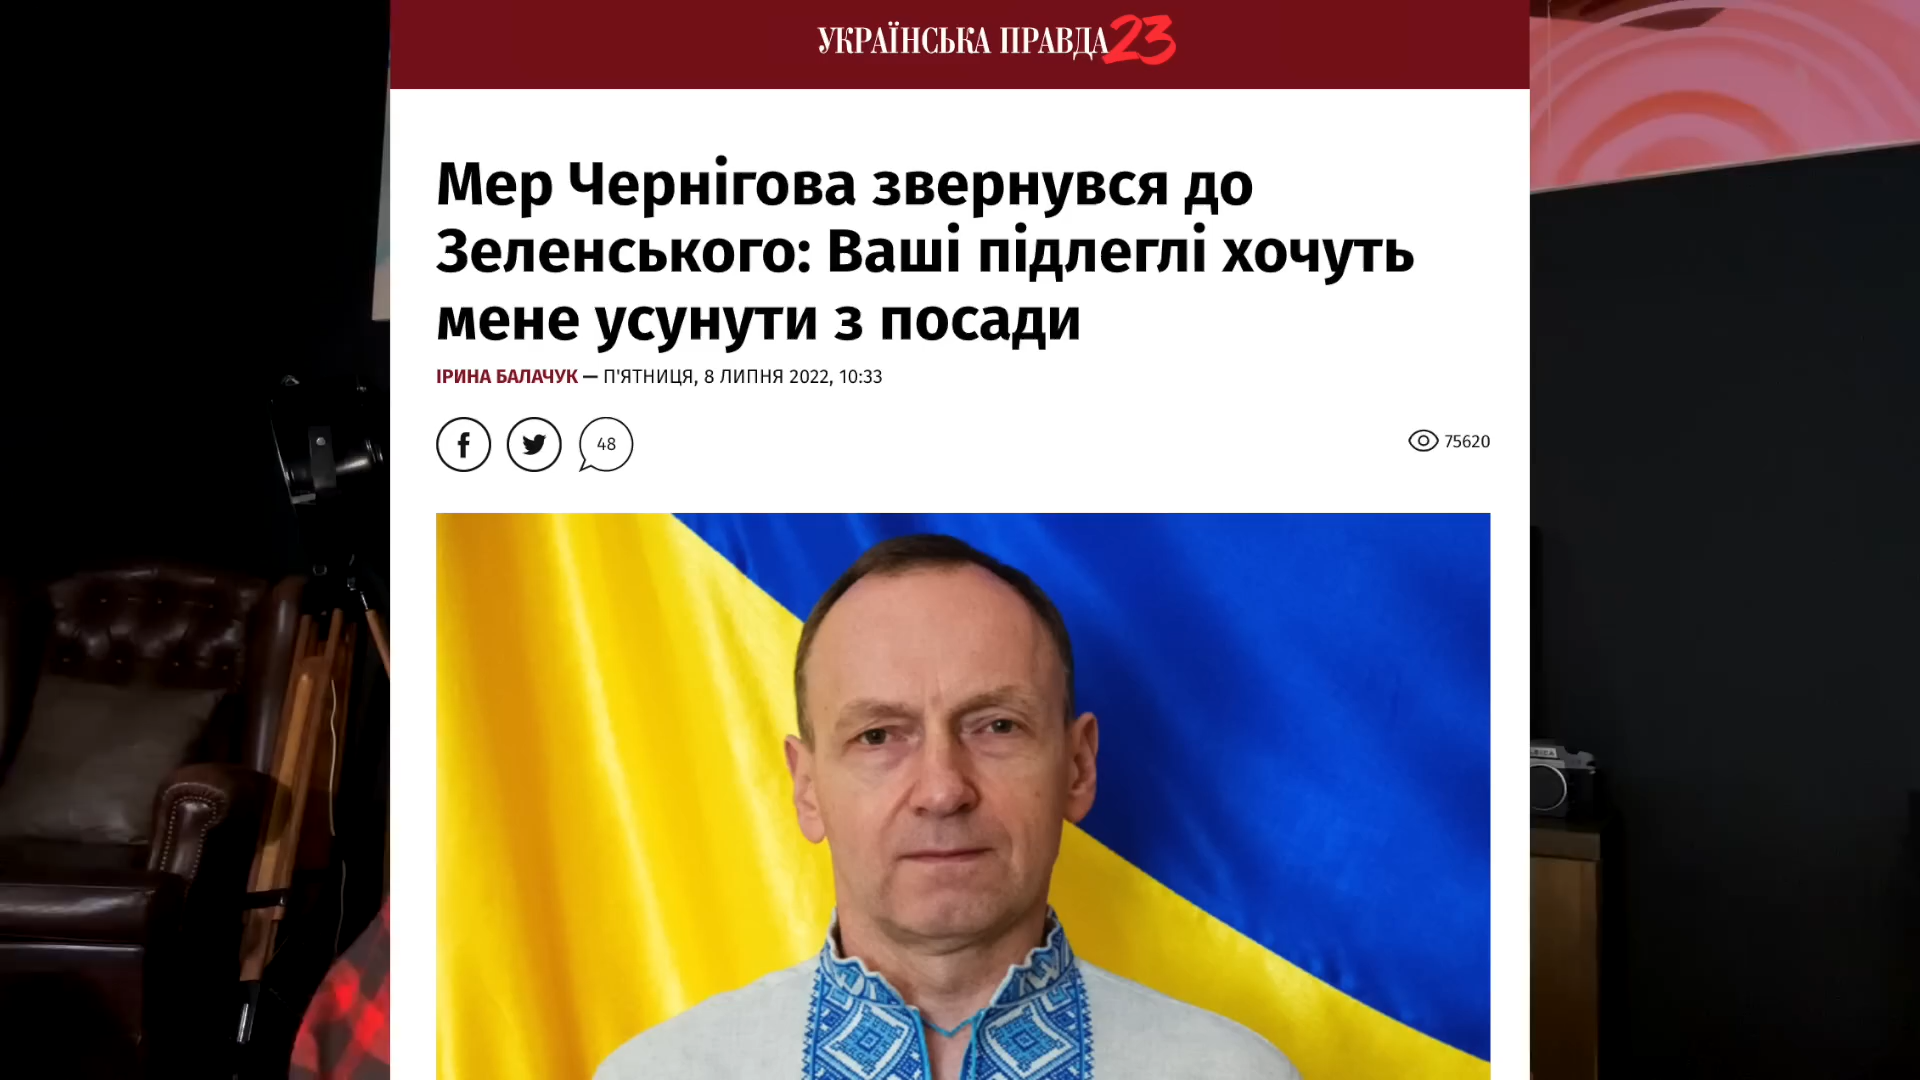 УКРАЇНСЬКА ПРАВДА 23
Мер Чернігова звернувся до
Зеленського: Ваші підлеглі хочуть
мене усунути з посади
ІРИНА БАЛАЧУК — П'ЯТНИЦЯ, 8 ЛИПНЯ 2022, 10:33
48
75620
LEICA